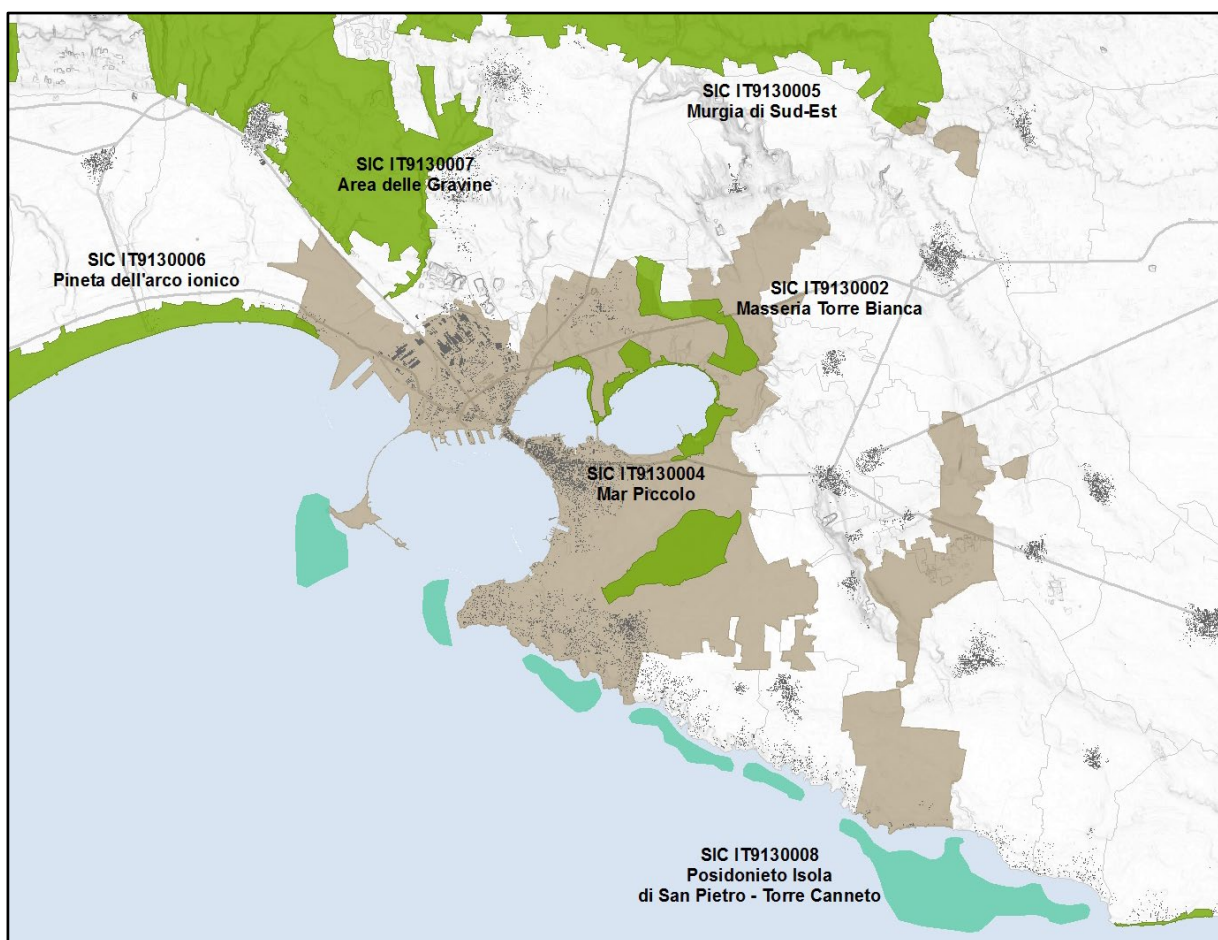 SIC IT9130005
Murgia di Sud-Est
SIC IT9130007
Area delle Gravine
SIC IT9130006
Pineta dell'arco ionico
SIC IT9130002
Masseria Torre Bianca
SIC IT9130004
Mar Piccolo
SIC IT9130008
Posidonieto Isola
di San Pietro - Torre Canneto